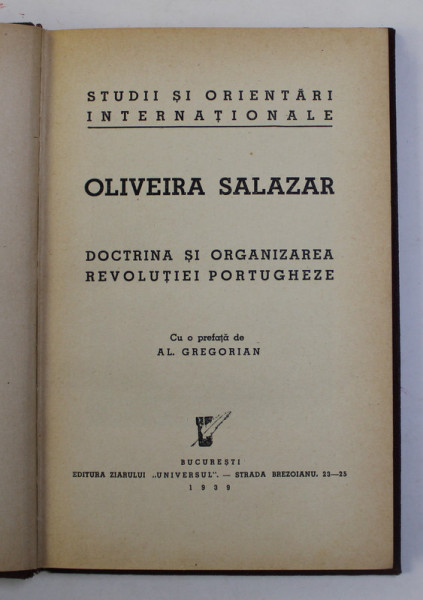 STUDII ȘI ORIENTĂRI
INTERNAȚIONALE
OLIVEIRA SALAZAR
DOCTRINA ȘI ORGANIZAREA
REVOLUȚIEI PORTUGHEZE
Cu o prefață de
AL. GREGORIAN
BUCUREȘTI
EDITURA ZIARULUI „UNIVERSUL”. — STRADA BREZOIANU, 23—25
1939